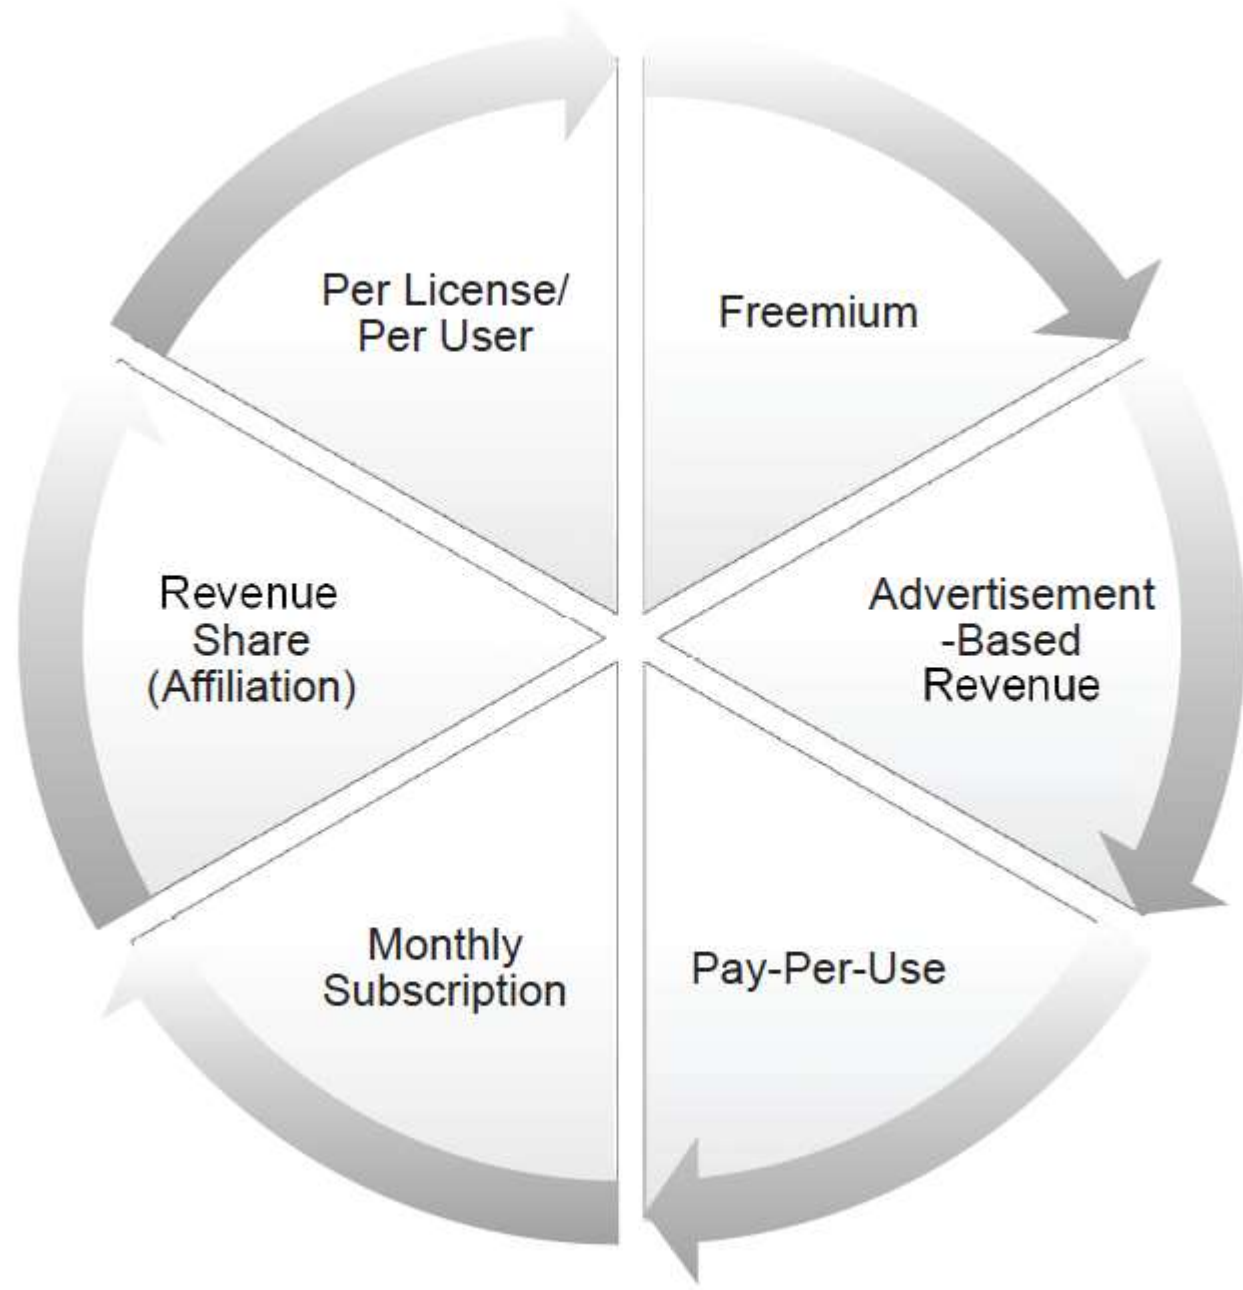 Per License/
Per User
Freemium
Advertisement
-Based
Revenue
Pay-Per-Use
Monthly
Subscription
Revenue
Share
(Affiliation)